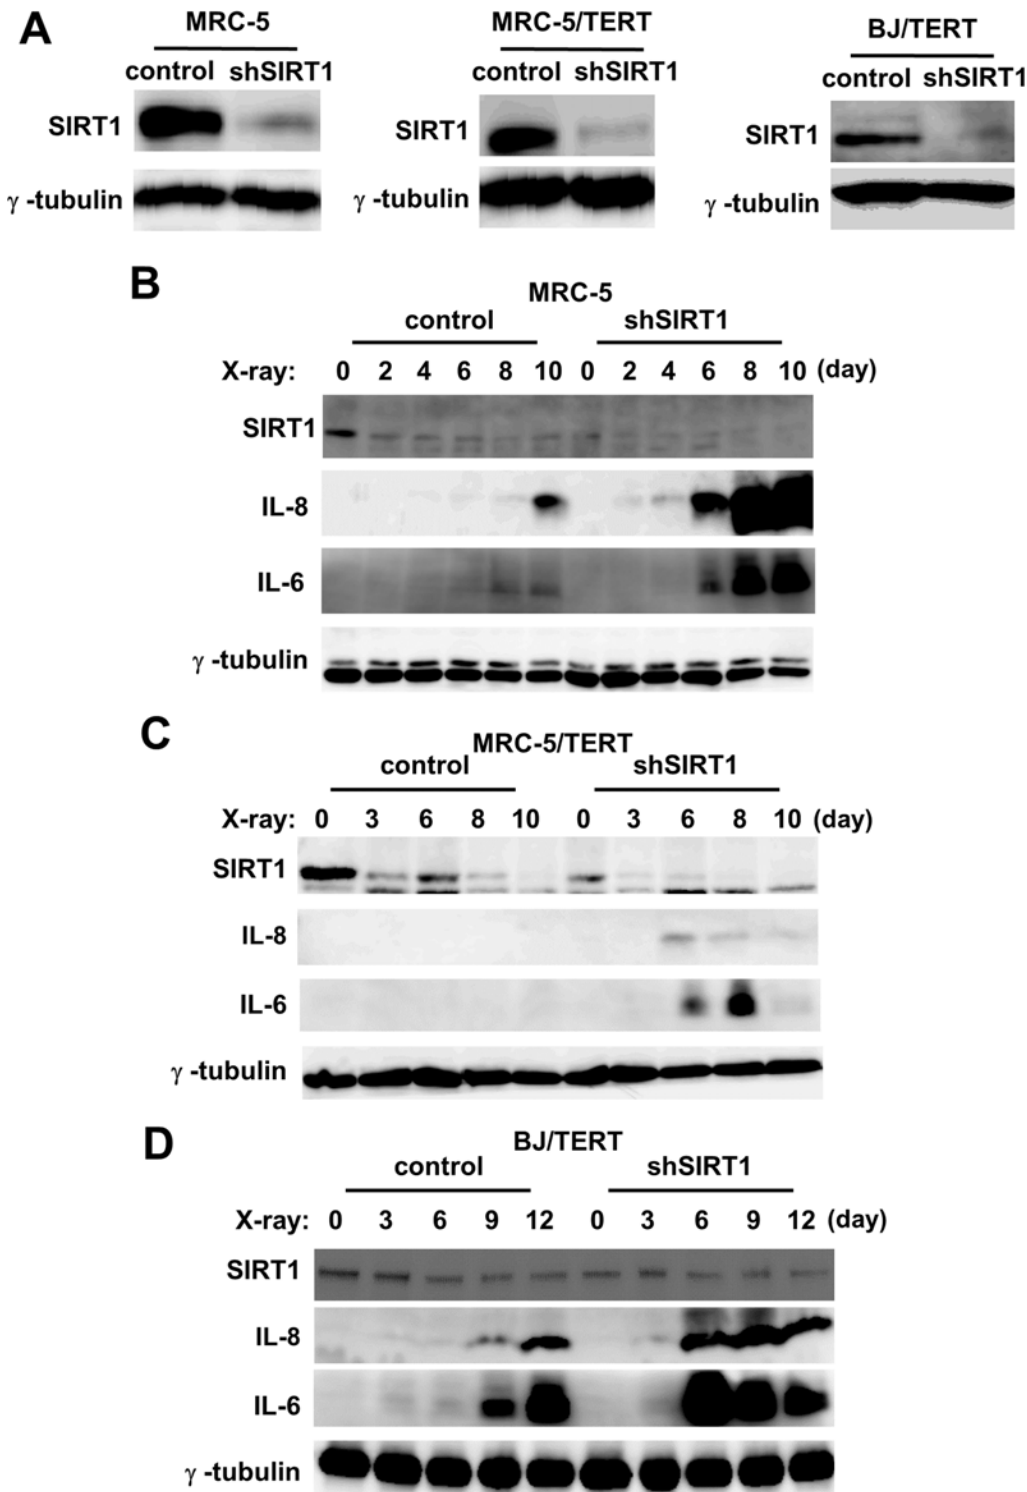 A
MRC-5
control shSIRT1
SIRT1
γ -tubulin
MRC-5/TERT
control shSIRT1
SIRT1
γ -tubulin
BJ/TERT
control shSIRT1
SIRT1
γ -tubulin
B
MRC-5
control shSIRT1
X-ray: 0 2 4 6 8 10 0 2 4 6 8 10 (day)
SIRT1
IL-8
IL-6
γ -tubulin
C
MRC-5/TERT
control shSIRT1
X-ray: 0 3 6 8 10 0 3 6 8 10 (day)
SIRT1
IL-8
IL-6
γ -tubulin
D
BJ/TERT
control shSIRT1
X-ray: 0 3 6 9 12 0 3 6 9 12 (day)
SIRT1
IL-8
IL-6
γ -tubulin